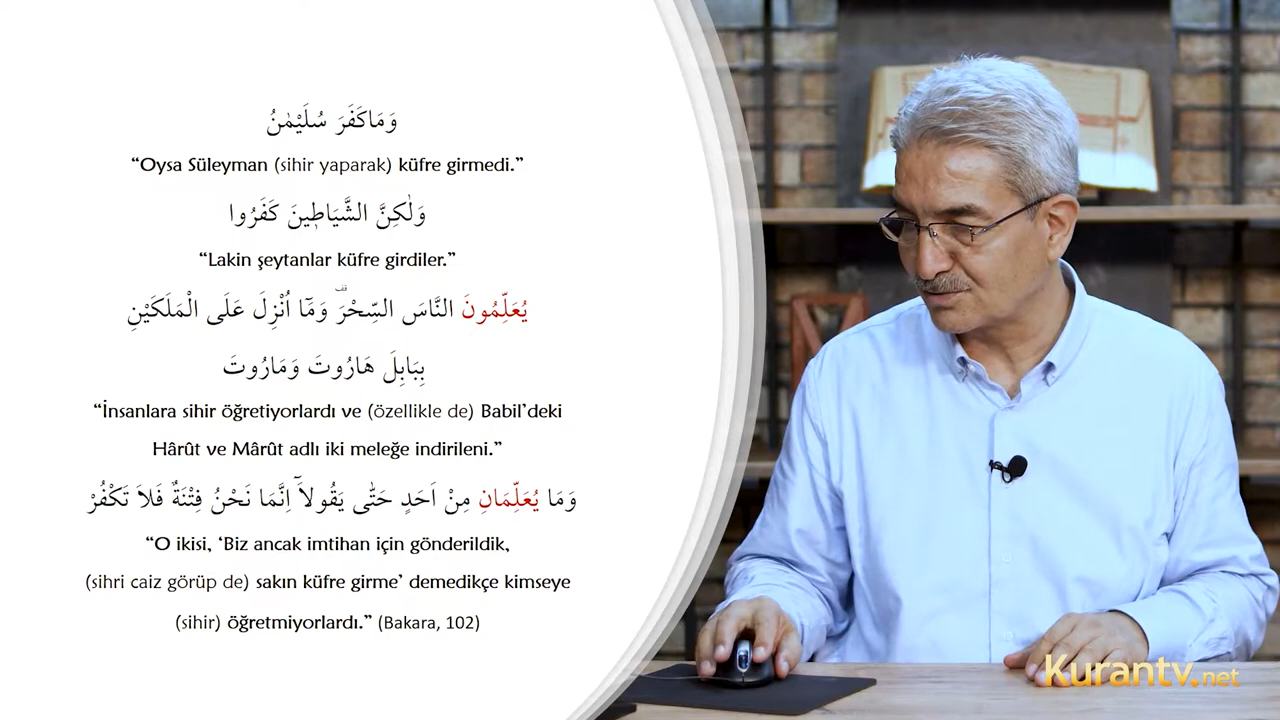 وَمَاكَفَرَ سُلَيْمٰنُ
“Oysa Süleyman (sihir yaparak) küfre girmedi.”
وَلٰكِنَّ الشَّيَاط۪ينَ كَفَرُوا
“Lakin şeytanlar küfre girdiler.”
يُعَلِّمُونَ النَّاسَ السِّحْرَۗ وَمَٓا اُنْزِلَ عَلَى الْمَلَكَيْنِ
بِبَابِلَ هَارُوتَ وَمَارُوتَ
“İnsanlara sihir öğretiyorlardı ve (özellikle de) Babil’deki
Hârût ve Mârût adlı iki meleğe indirileni.”
وَمَا يُعَلِّمَانِ مِنْ اَحَدٍ حَتّٰى يَقُولَآ اِنَّمَا نَحْنُ فِتْنَةٌ فَلَا تَكْفُرْ
“O ikisi, ‘Biz ancak imtihan için gönderildik,
(sihri caiz görüp de) sakın küfre girme’ demedikçe kimseye
(sihir) öğretmiyorlardı.” (Bakara, 102)
Kurantv.net